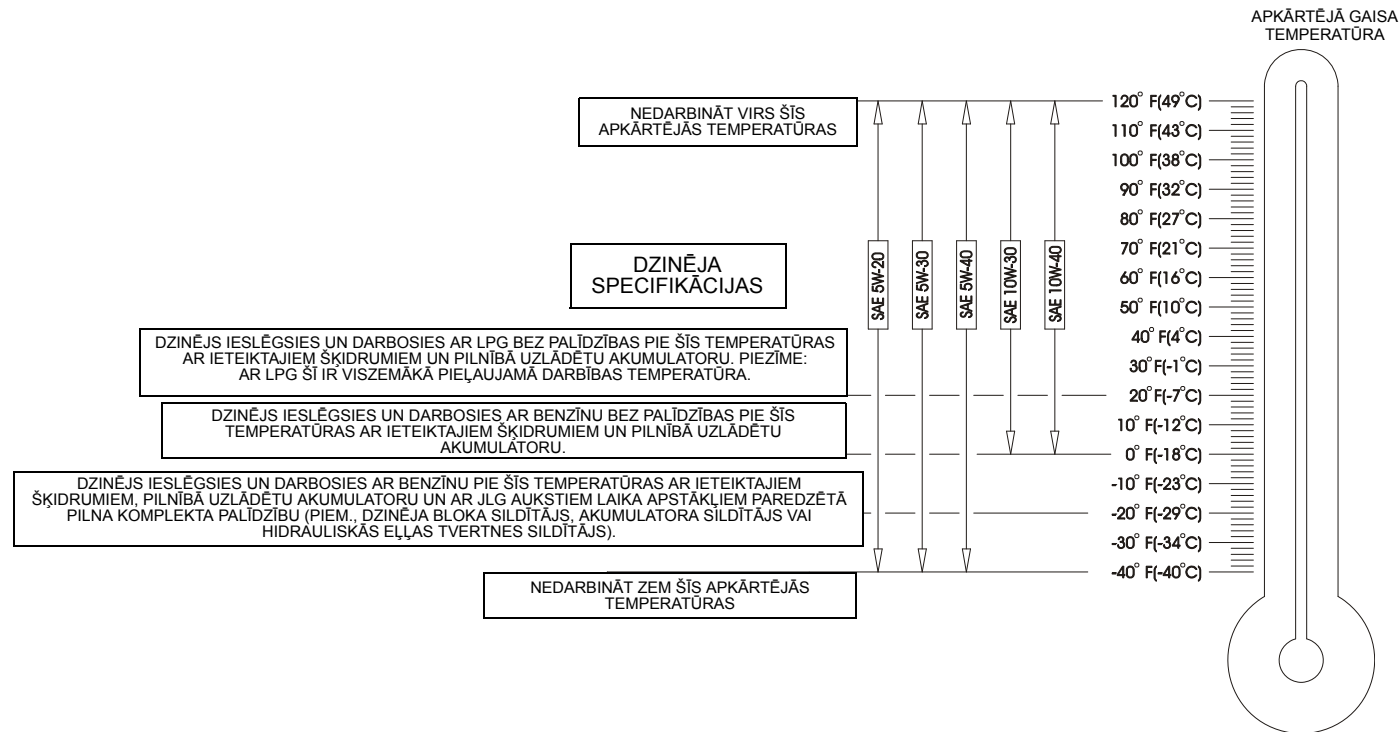 APKĀRTĒJĀ GAISA
TEMPERATŪRA
NEDARBINĀT VIRS ŠĪS
APKĀRTĒJĀS TEMPERATŪRAS
120° F(49°C)
110° F(43°C)
100° F(38°C)
90° F(32°C)
80° F(27°C)
70° F(21°C)
60° F(16°C)
50° F(10°C)
40° F(4°C)
30° F(-1°C)
20° F(-7°C)
10° F(-12°C)
0° F(-18°C)
-10° F(-23°C)
-20° F(-29°C)
-30° F(-34°C)
-40° F(-40°C)
SAE 5W-20
SAE 5W-30
SAE 5W-40
SAE 10W-30
SAE 10W-40
DZINĒJA
SPECIFIKĀCIJAS
DZINĒJS IESLĒGSIES UN DARBOSIES AR LPG BEZ PALĪDZĪBAS PIE ŠĪS TEMPERATŪRAS
AR IETEIKTAJIEM ŠĶIDRUMIEM UN PILNĪBĀ UZLĀDĒTU AKUMULATORU. PIEZĪME:
AR LPG ŠĪ IR VISZEMĀKĀ PIEĻAUJAMĀ DARBĪBAS TEMPERATŪRA.
DZINĒJS IESLĒGSIES UN DARBOSIES AR BENZĪNU BEZ PALĪDZĪBAS PIE ŠĪS
TEMPERATŪRAS AR IETEIKTAJIEM ŠĶIDRUMIEM UN PILNĪBĀ UZLĀDĒTU
AKUMULATORU.
DZINĒJS IESLĒGSIES UN DARBOSIES AR BENZĪNU PIE ŠĪS TEMPERATŪRAS AR IETEIKTAJIEM
ŠĶIDRUMIEM, PILNĪBĀ UZLĀDĒTU AKUMULATORU UN AR JLG AUKSTIEM LAIKA APSTĀKĻIEM PAREDZĒTĀ
PILNA KOMPLEKTA PALĪDZĪBU (PIEM., DZINĒJA BLOKA SILDĪTĀJS, AKUMULATORA SILDĪTĀJS VAI
HIDRAULISKĀS EĻĻAS TVERTNES SILDĪTĀJS).
NEDARBINĀT ZEM ŠĪS APKĀRTĒJĀS
TEMPERATŪRAS